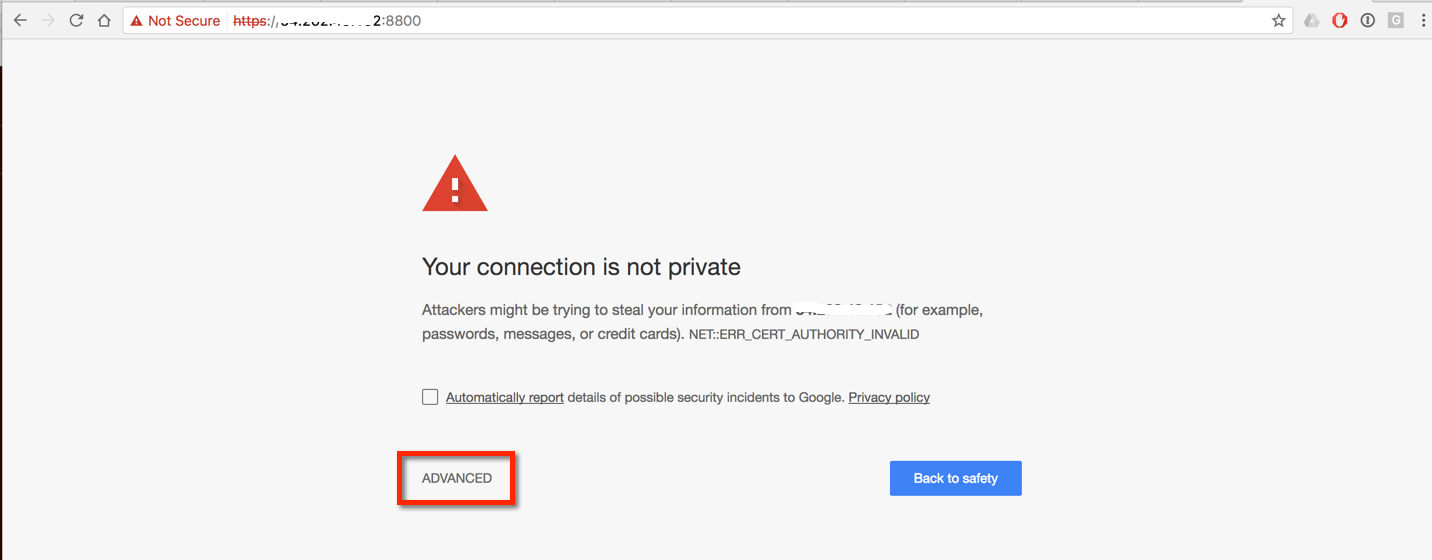 Not Secure https:// 2:8800
G
Your connection is not private
Attackers might be trying to steal your information from (for example,
passwords, messages, or credit cards). NET::ERR_CERT_AUTHORITY_INVALID
Automatically report details of possible security incidents to Google. Privacy policy
ADVANCED
Back to safety